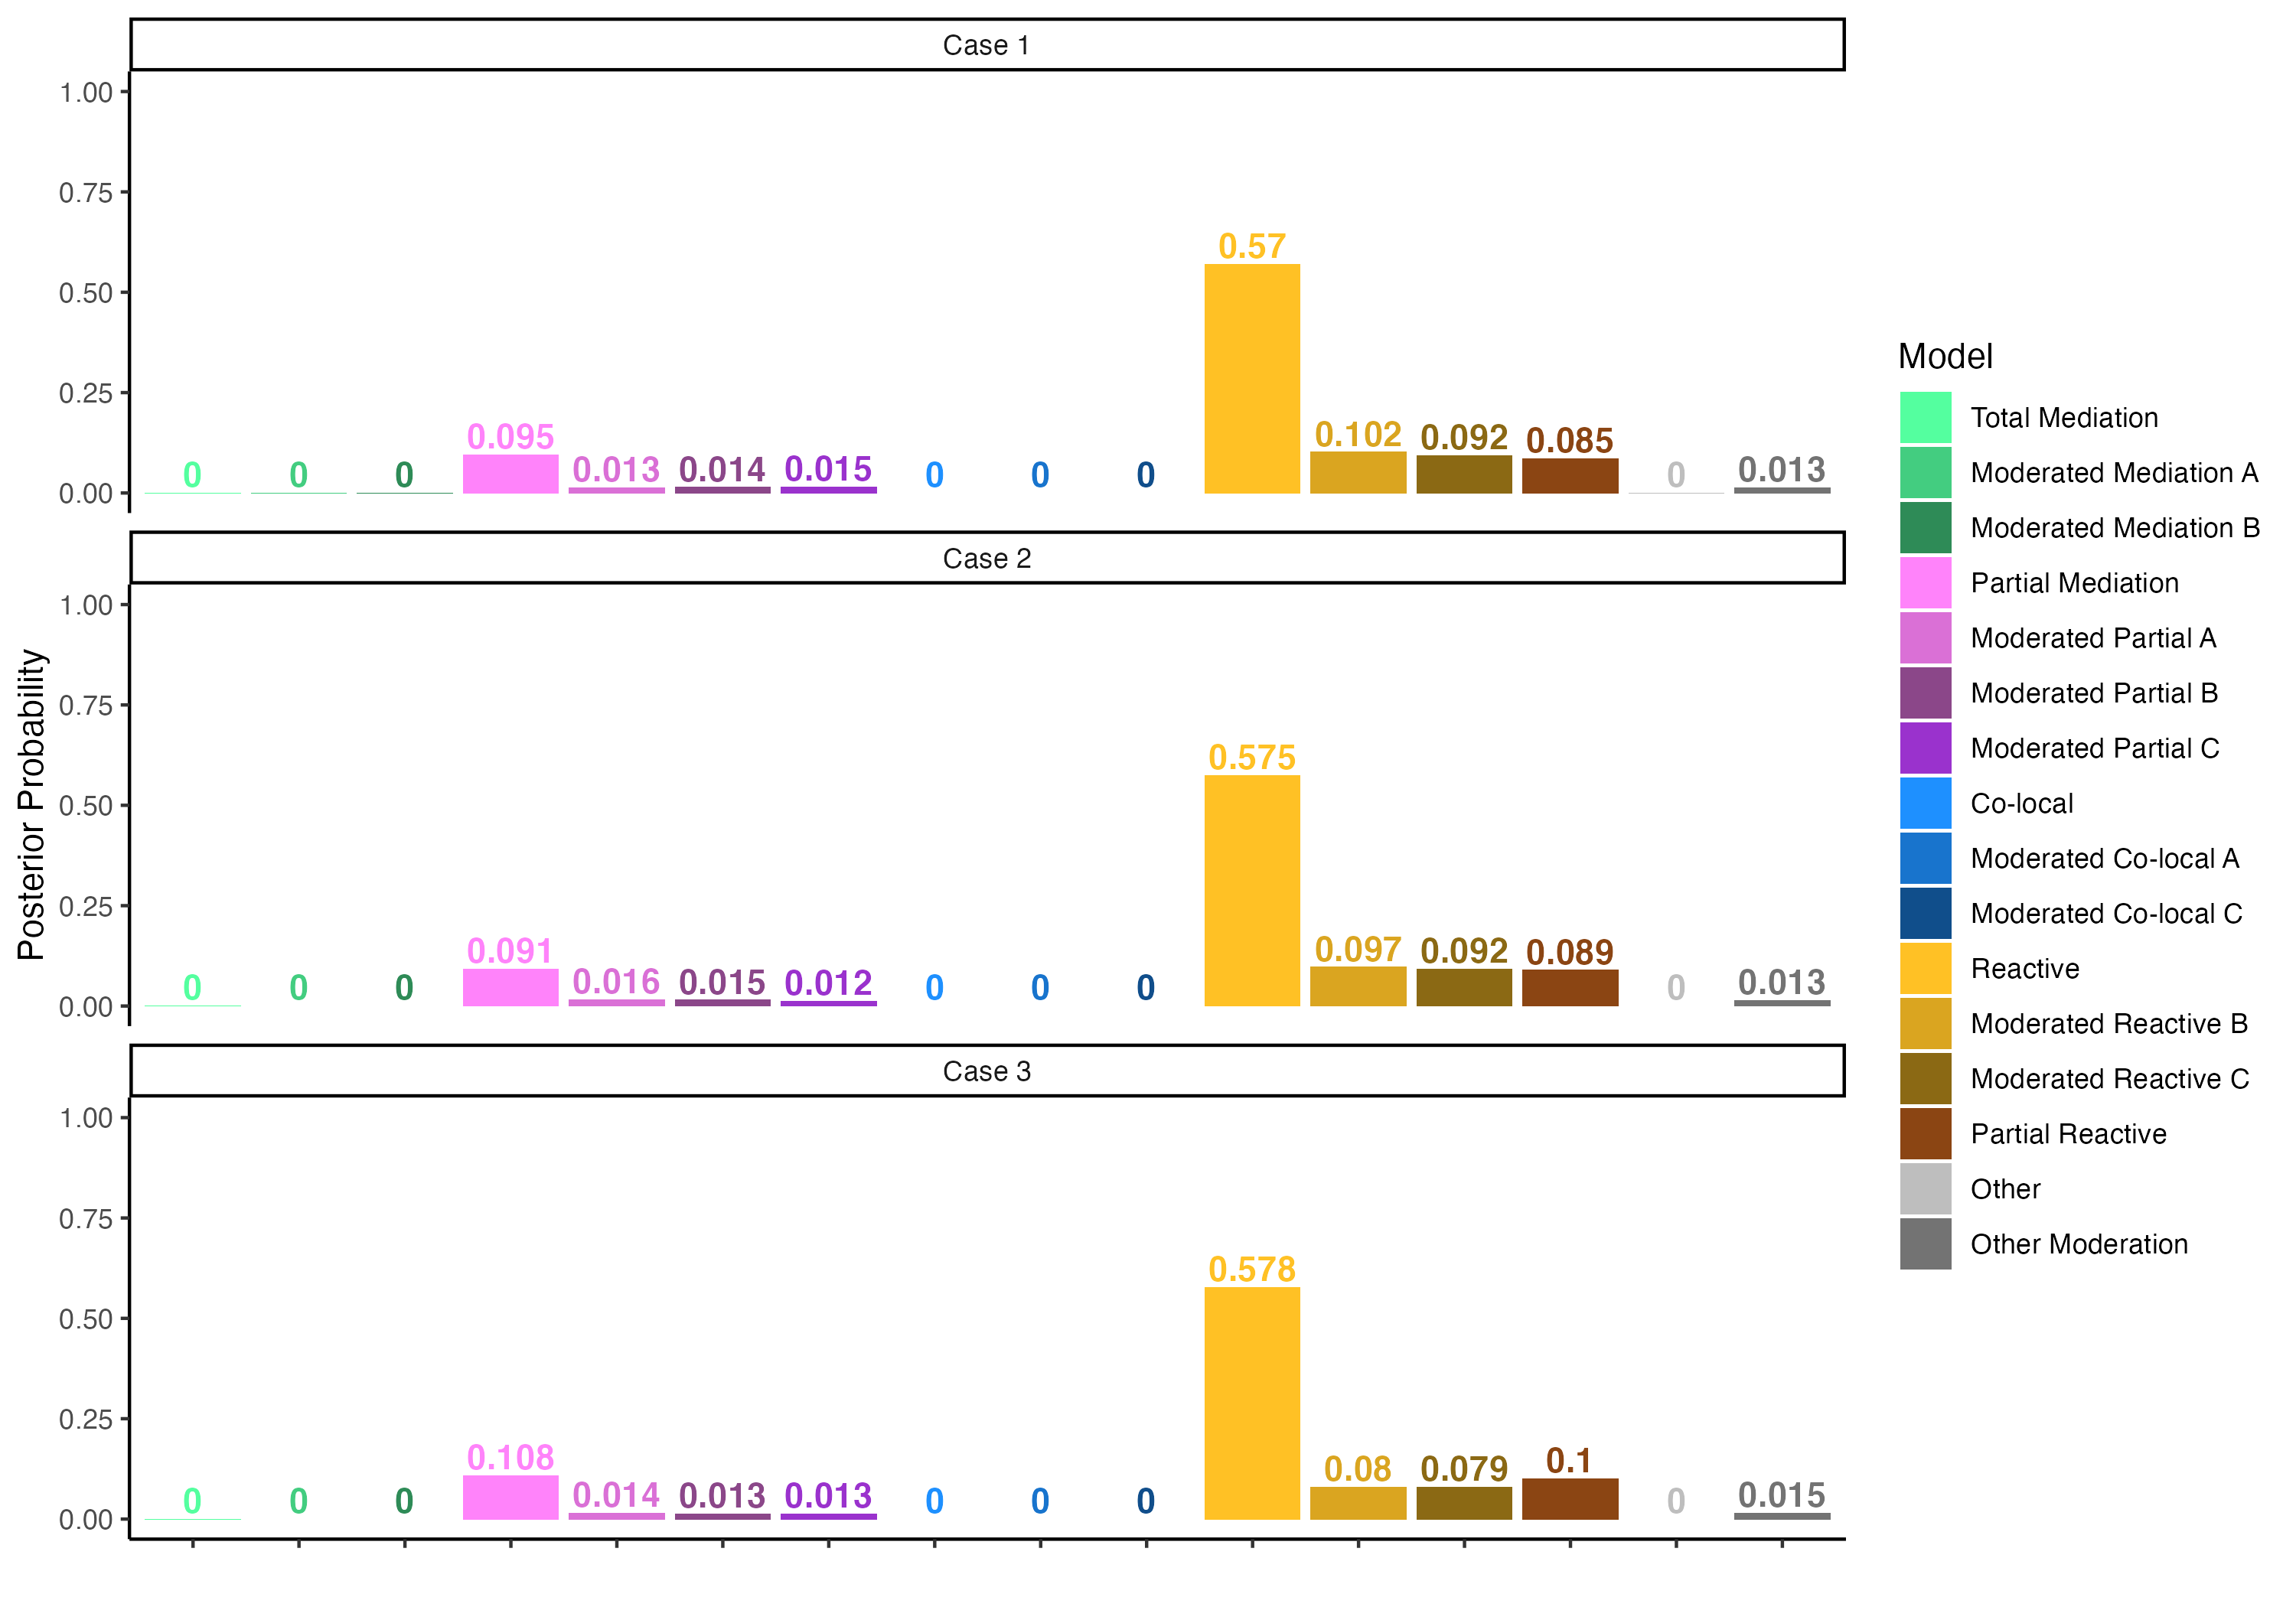 Case 1
1.00
0.75
0.50
0.25
0.00
0 0 0 0.095 0.013 0.014 0.015 0 0 0 0.57 0.102 0.092 0.085 0 0.013
Case 2
1.00
0.75
0.50
0.25
0.00
0 0 0 0.091 0.016 0.015 0.012 0 0 0 0.575 0.097 0.092 0.089 0 0.013
Case 3
1.00
0.75
0.50
0.25
0.00
0 0 0 0.108 0.014 0.013 0.013 0 0 0 0.578 0.08 0.079 0.1 0 0.015
Posterior Probability
Model
Total Mediation
Moderated Mediation A
Moderated Mediation B
Partial Mediation
Moderated Partial A
Moderated Partial B
Moderated Partial C
Co-local
Moderated Co-local A
Moderated Co-local C
Reactive
Moderated Reactive B
Moderated Reactive C
Partial Reactive
Other
Other Moderation